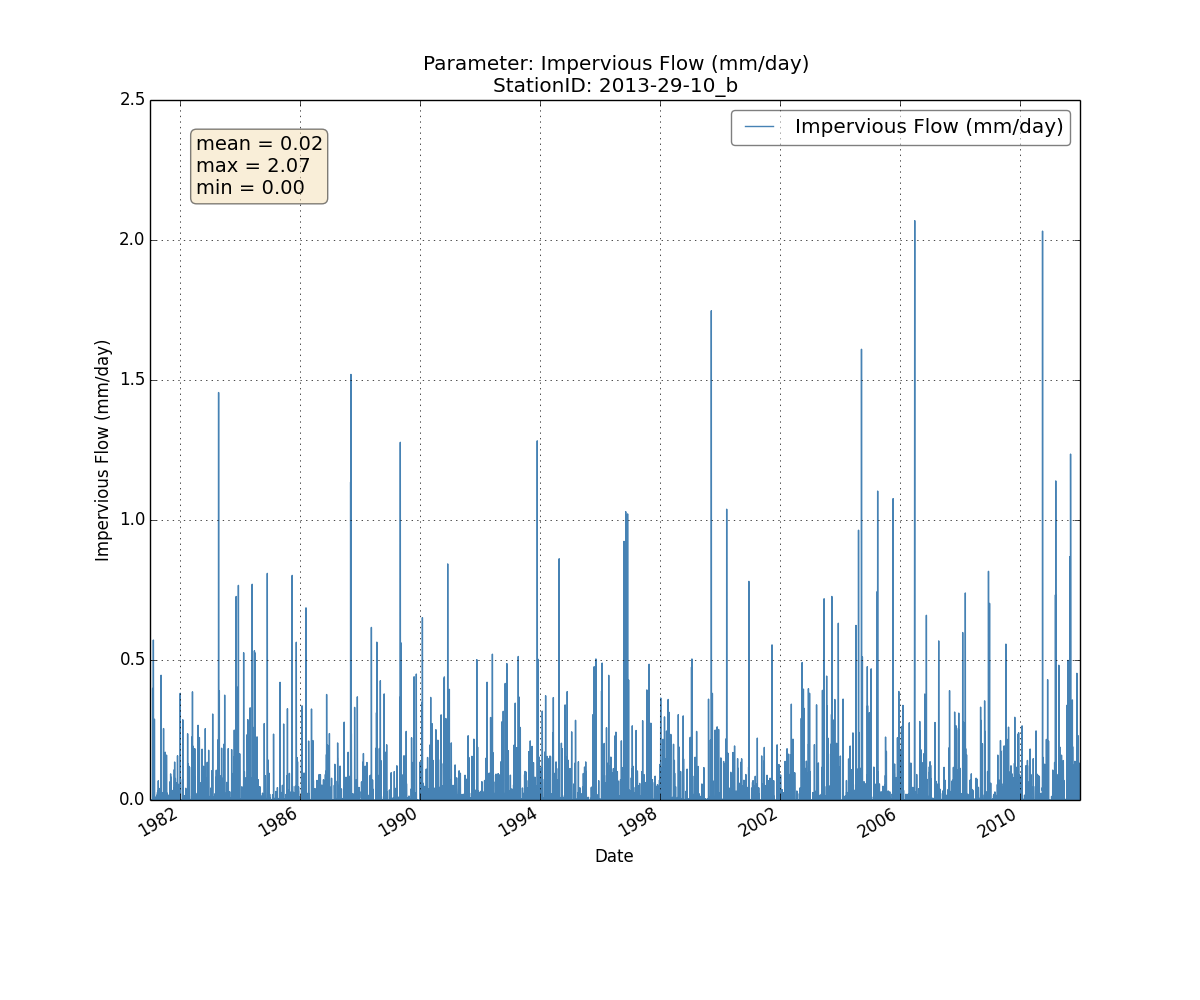 Parameter: Impervious Flow (mm/day)
StationID: 2013-29-10_b
2.5
Impervious Flow (mm/day)
mean = 0.02
max = 2.07
min = 0.00
2.0
1.5
Impervious Flow (mm/day)
1.0
0.5
0.0
1982 1986 1990 1994 1998 2002 2006 2010
Date